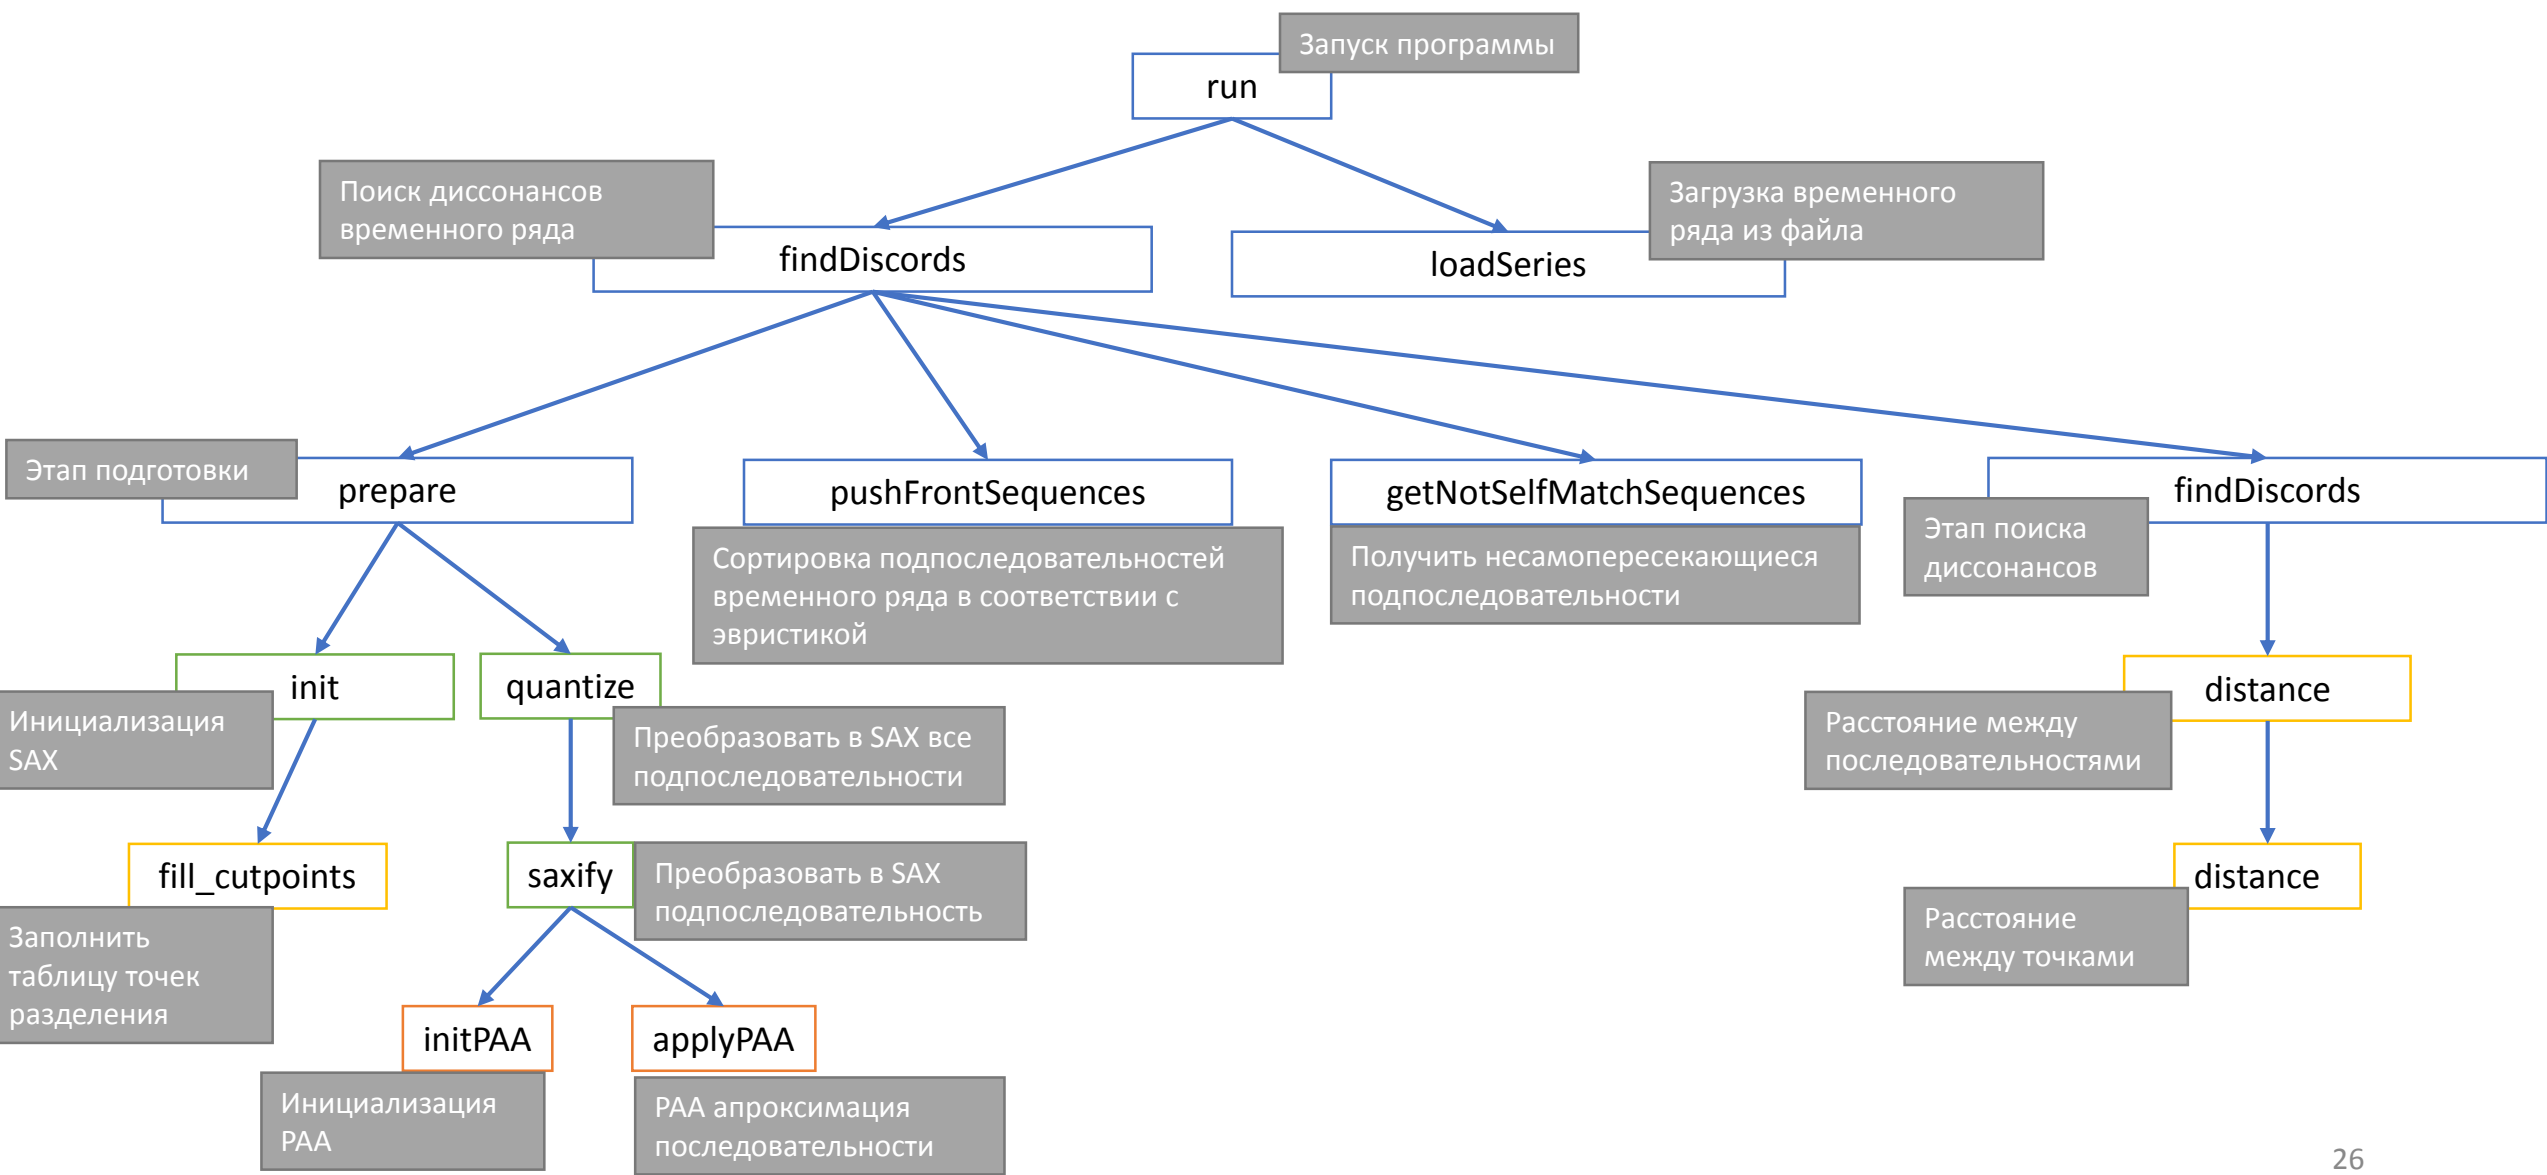 Запуск программы
run
Поиск диссонансов
временного ряда
findDiscords
Загрузка временного
ряда из файла
loadSeries
Этап подготовки
prepare
pushFrontSequences
Сортировка подпоследовательностей
временного ряда в соответствии с
эвристикой
getNotSelfMatchSequences
Получить несамопересекающиеся
подпоследовательности
findDiscords
Этап поиска
диссонансов
init
Инициализация
SAX
quantize
Преобразовать в SAX все
подпоследовательности
distance
Расстояние между
последовательностями
fill_cutpoints
Заполнить
таблицу точек
разделения
saxify
Преобразовать в SAX
подпоследовательность
distance
Расстояние
между точками
initPAA
Инициализация
PAA
applyPAA
PAA апроксимация
последовательности
26